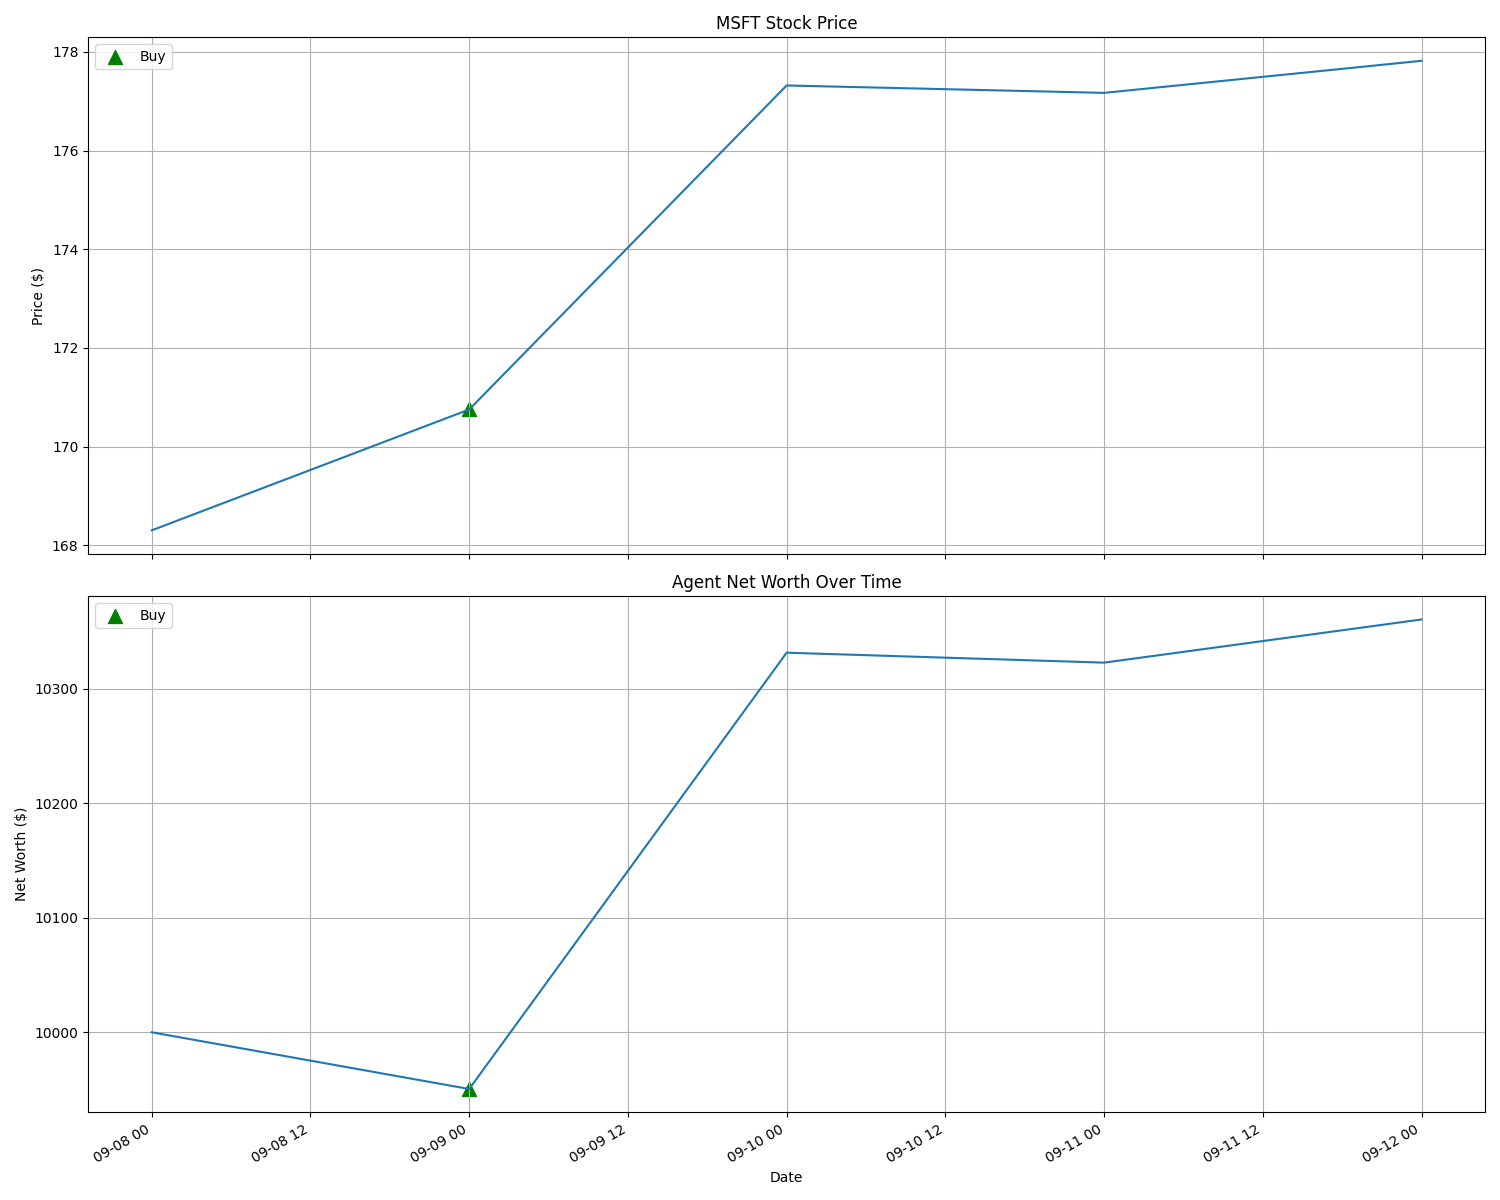 MSFT Stock Price
Buy
178
176
174
172
170
168
Price ($)
Agent Net Worth Over Time
Buy
10300
10200
10100
10000
Net Worth ($)
09-08 00
09-08 12
09-09 00
09-09 12
09-10 00
09-10 12
09-11 00
09-11 12
09-12 00
Date